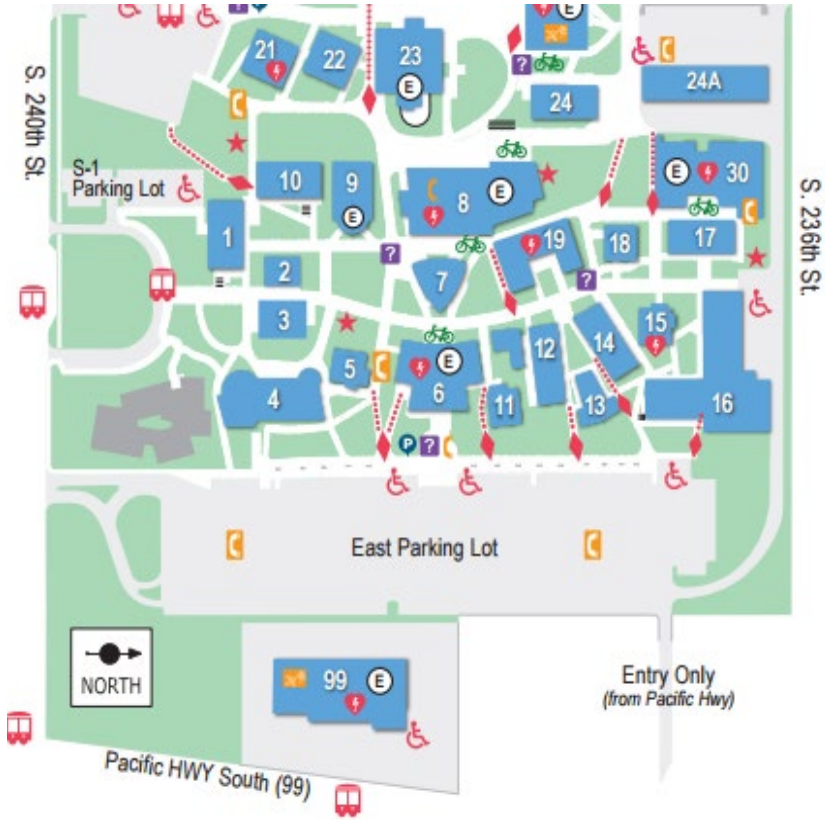 ?
P
21
22
23
E
E
?
24
24A
S. 240th St.
S-1
Parking Lot
10
9
E
8
E
E
30
S. 236th St.
1
?
19
18
17
2
7
?
3
5
E
6
12
14
15
4
11
13
16
P
?
East Parking Lot
NORTH
99
E
Entry Only
(from Pacific Hwy)
Pacific HWY South (99)